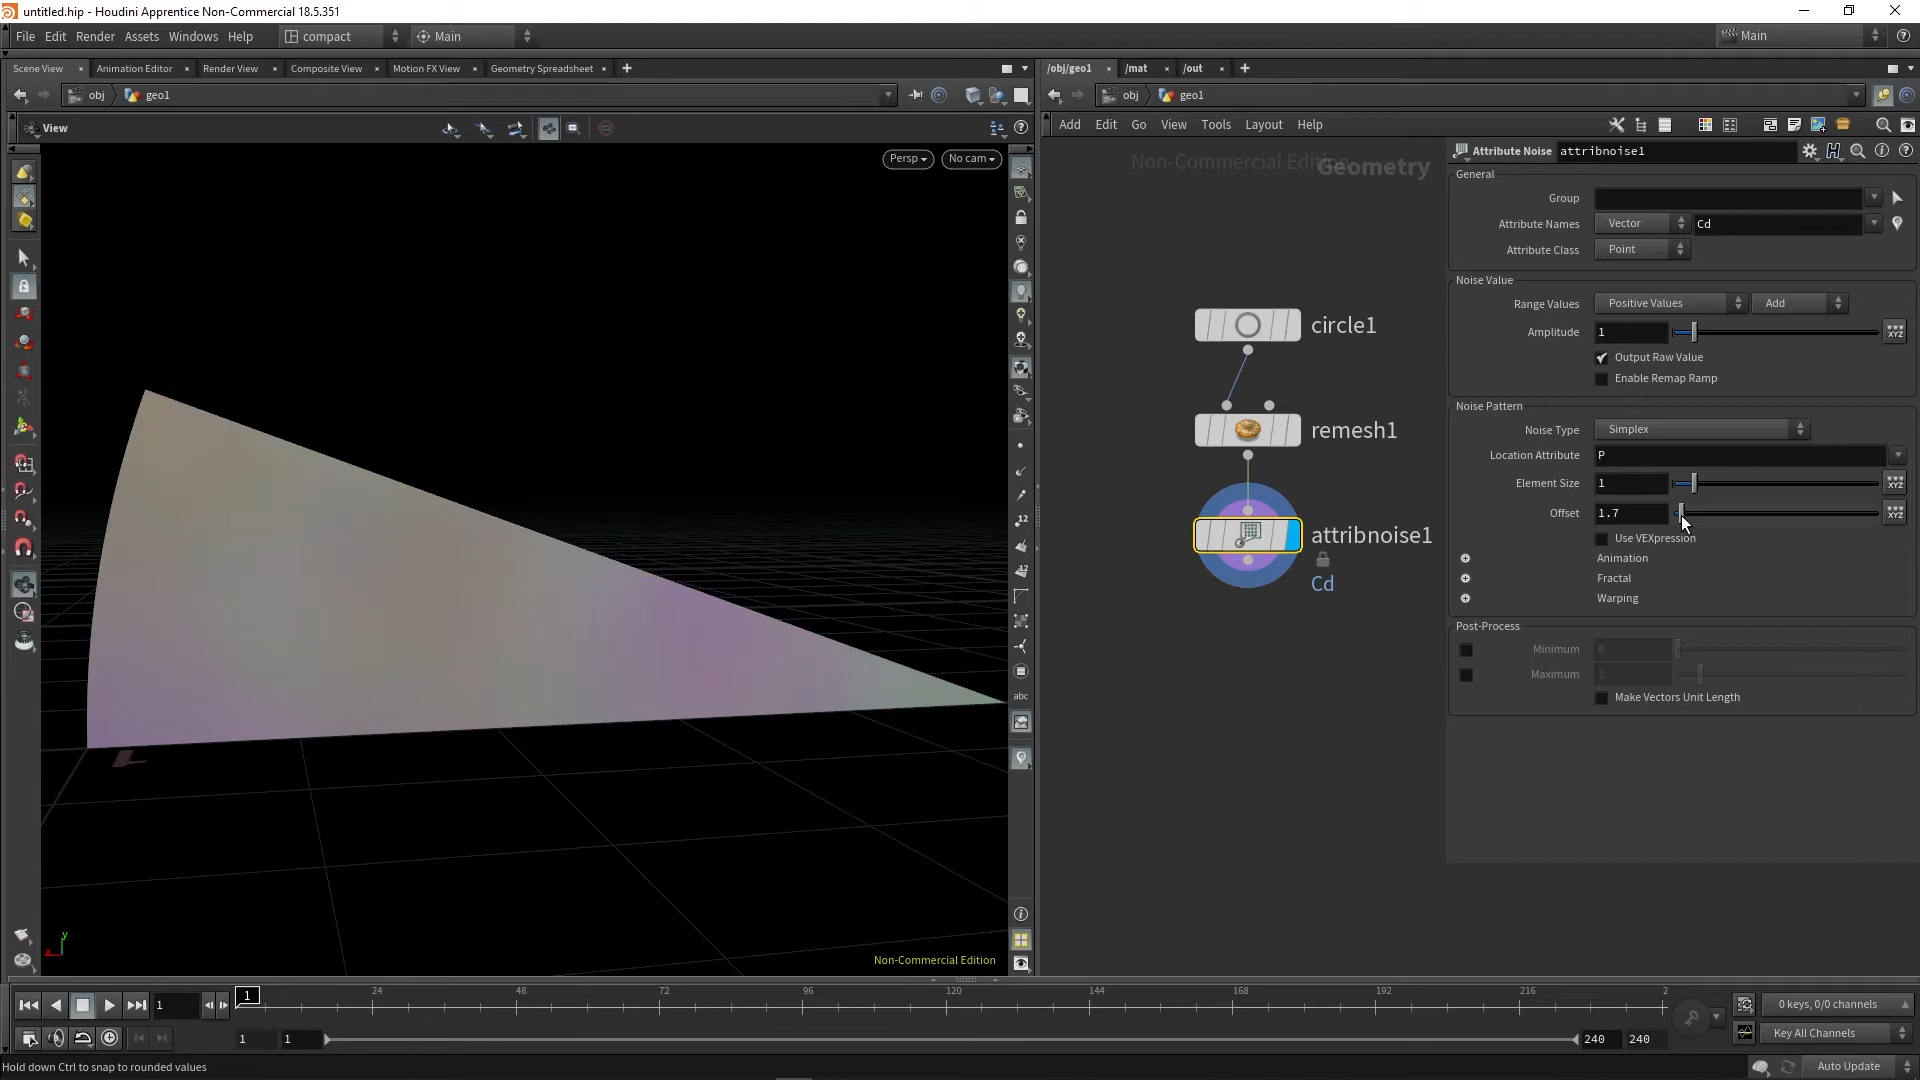 untitled.hip - Houdini Apprentice Non-Commercial 18.5.351
File Edit Render Assets Windows Help compact Main Main
Scene View Animation Editor Render View Composite View Motion FX View Geometry Spreadsheet
/obj/geo1 /mat /out
obj geo1
obj geo1
View
Add Edit Go View Tools Layout Help
Persp No cam
Non-Commercial Edition
Geometry
Attribute Noise attribnoise1
General
Group
Attribute Names Vector Cd
Attribute Class Point
Noise Value
Range Values Positive Values Add
Amplitude 1
Output Raw Value
Enable Remap Ramp
Noise Pattern
Noise Type Simplex
Location Attribute P
Element Size 1
Offset 1.7
Use VEXpression
Animation
Fractal
Warping
Post-Process
Minimum 0
Maximum 1
Make Vectors Unit Length
circle1
remesh1
attribnoise1
Cd
12
12
abc
y
x
Non-Commercial Edition
1 1 24 48 72 96 120 144 168 192 216 2
0 keys, 0/0 channels
1 1 240 240
Key All Channels
Hold down Ctrl to snap to rounded values
Auto Update